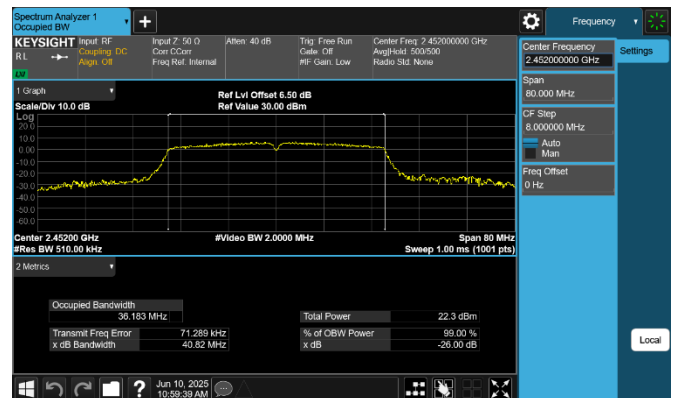 Spectrum Analyzer 1
Occupied BW
Frequency
KEYSIGHT Input: RF
R L
Coupling: DC
Align: Off
Input Z: 50 Ω
Corr CCorr
Freq Ref: Internal
Atten: 40 dB
Trig: Free Run
Gate: Off
#IF Gain: Low
Center Freq: 2.452000000 GHz
Avg|Hold: 500/500
Radio Std: None
LVI
Center Frequency
2.452000000 GHz
Settings
Span
80.000 MHz
CF Step
8.000000 MHz
Auto
Man
Freq Offset
0 Hz
Local
1 Graph
Scale/Div 10.0 dB
Ref Lvl Offset 6.50 dB
Ref Value 30.00 dBm
Log
20.0
10.0
0.00
-10.0
-20.0
-30.0
-40.0
-50.0
-60.0
Center 2.45200 GHz
#Res BW 510.00 kHz
#Video BW 2.0000 MHz
Span 80 MHz
Sweep 1.00 ms (1001 pts)
2 Metrics
Occupied Bandwidth
36.183 MHz
Total Power 22.3 dBm
Transmit Freq Error 71.289 kHz
% of OBW Power 99.00 %
x dB Bandwidth 40.82 MHz
x dB -26.00 dB
?
Jun 10, 2025
10:59:39 AM